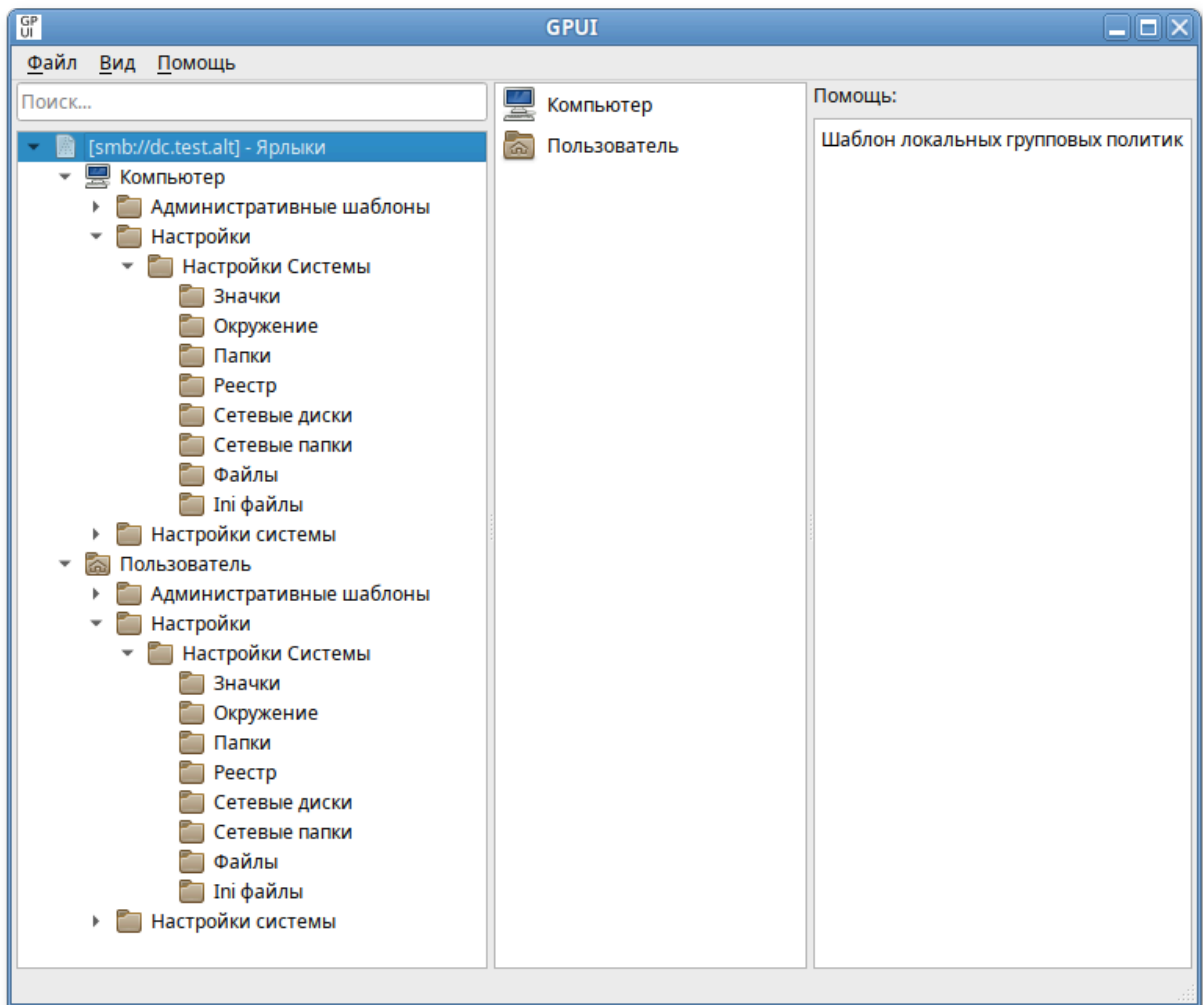 GP
UI
GPUI
Файл Вид Помощь
Поиск...
[smb://dc.test.alt] - Ярлыки
Компьютер
Административные шаблоны
Настройки
Настройки Системы
Значки
Окружение
Папки
Реестр
Сетевые диски
Сетевые папки
Файлы
Ini файлы
Настройки системы
Пользователь
Административные шаблоны
Настройки
Настройки Системы
Значки
Окружение
Папки
Реестр
Сетевые диски
Сетевые папки
Файлы
Ini файлы
Настройки системы
Компьютер
Пользователь
Помощь:
Шаблон локальных групповых политик